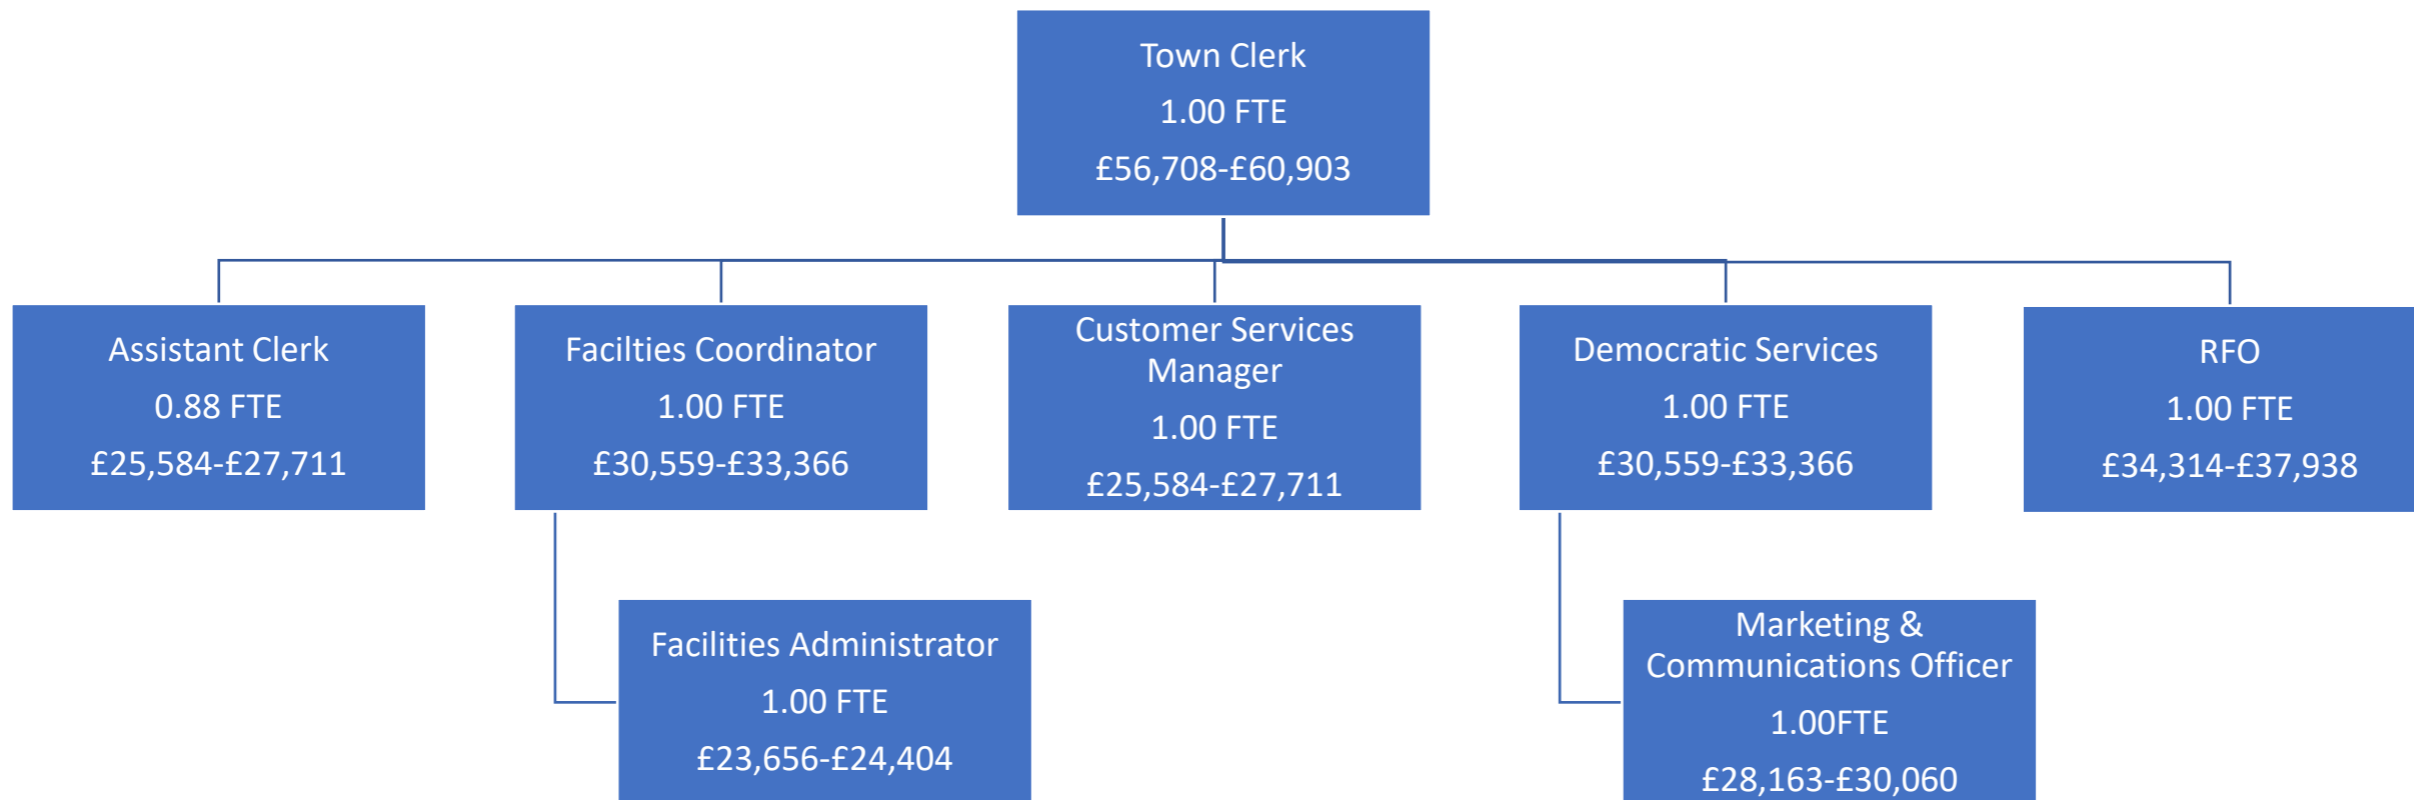 Town Clerk
1.00 FTE
£56,708-£60,903
Assistant Clerk
0.88 FTE
£25,584-£27,711
Facilties Coordinator
1.00 FTE
£30,559-£33,366
Customer Services
Manager
1.00 FTE
£25,584-£27,711
Democratic Services
1.00 FTE
£30,559-£33,366
RFO
1.00 FTE
£34,314-£37,938
Facilities Administrator
1.00 FTE
£23,656-£24,404
Marketing &
Communications Officer
1.00FTE
£28,163-£30,060